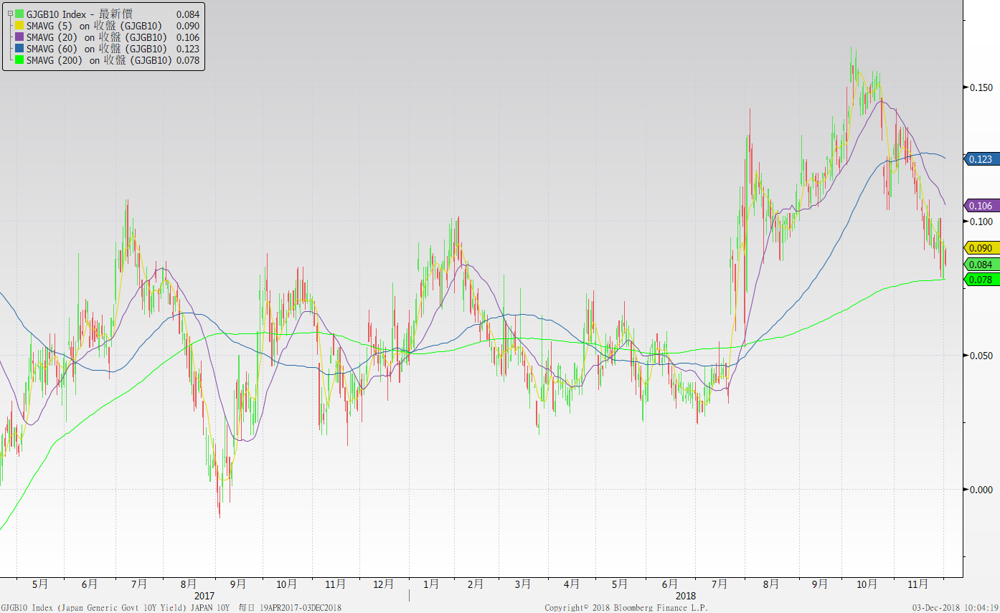 GJGB10 Index - 最新價 0.084
SMAVG (5) on 收盤 (GJGB10) 0.090
SMAVG (20) on 收盤 (GJGB10) 0.106
SMAVG (60) on 收盤 (GJGB10) 0.123
SMAVG (200) on 收盤 (GJGB10) 0.078
0.150
0.123
0.106
0.100
0.090
0.084
0.078
0.050
0.000
5月 6月 7月 8月 9月 10月 11月 12月 1月 2月 3月 4月 5月 6月 7月 8月 9月 10月 11月
2017 2018
GJGB10 Index (Japan Generic Govt 10Y Yield) JAPAN 10Y 每日 19APR2017-03DEC2018 Copyright© 2018 Bloomberg Finance L.P. 03-Dec-2018 10:04:19